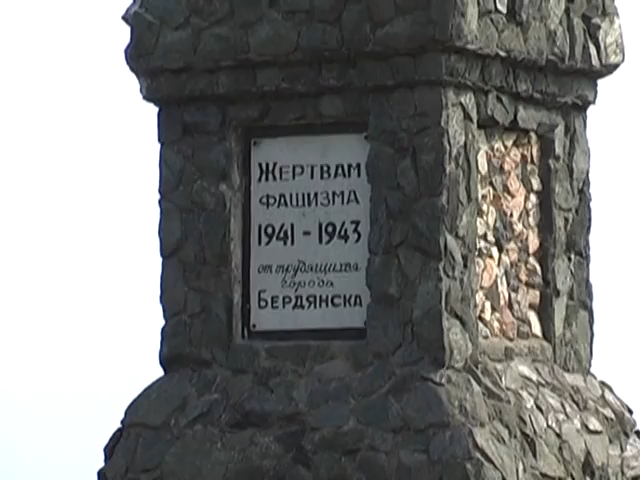 ЖЕРТВАМ
ФАШИЗМА
1941 - 1943
от трудящихся
города
БЕРДЯНСКА